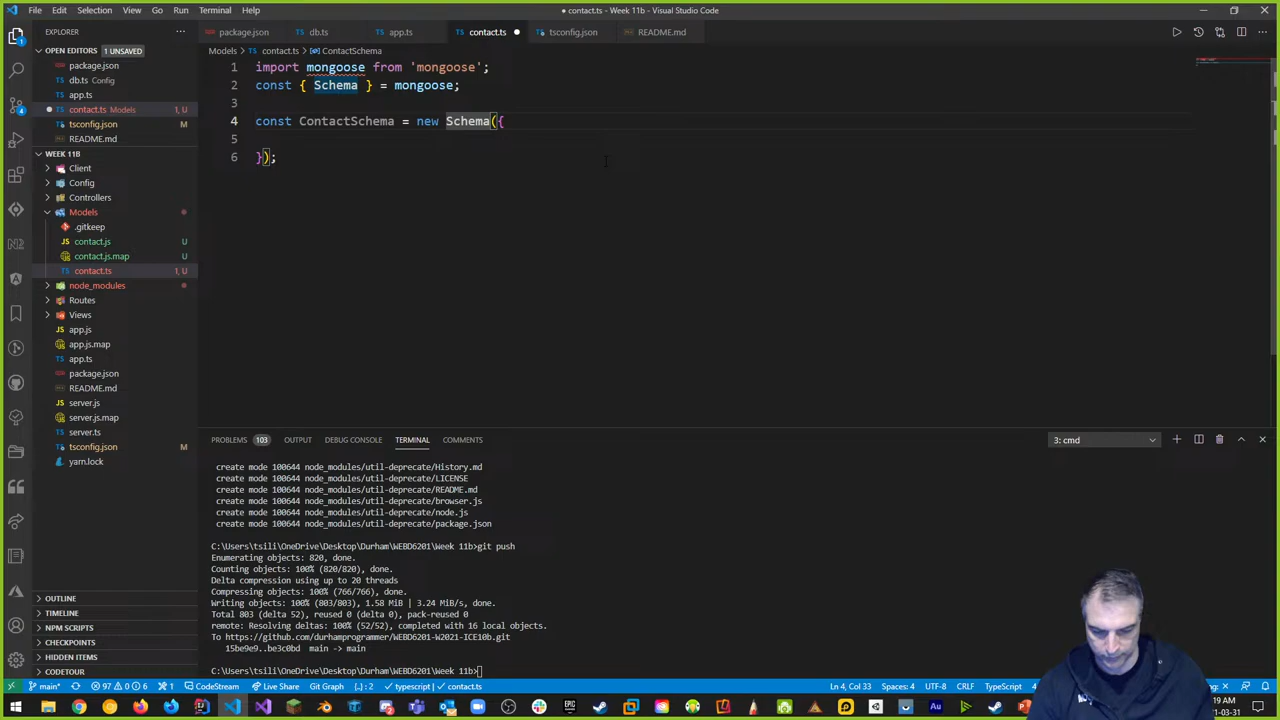 File Edit Selection View Go Run Terminal Help
● contact.ts - Week 11b - Visual Studio Code
EXPLORER
package.json db.ts app.ts contact.ts ● tsconfig.json README.md
OPEN EDITORS 1 UNSAVED
Models > contact.ts > ContactSchema
package.json
db.ts Config
app.ts
contact.ts Models 1, U
tsconfig.json M
README.md
1 import mongoose from 'mongoose';
2 const { Schema } = mongoose;
3
4 const ContactSchema = new Schema({
5
6 });
WEEK 11B
Client
Config
Controllers
Models
.gitkeep
contact.js U
contact.js.map U
contact.ts 1, U
node_modules
Routes
Views
app.js
app.js.map
app.ts
package.json
README.md
server.js
server.js.map
server.ts
tsconfig.json M
yarn.lock
OUTLINE
TIMELINE
NPM SCRIPTS
CHECKPOINTS
HIDDEN ITEMS
CODETOUR
PROBLEMS 103 OUTPUT DEBUG CONSOLE TERMINAL COMMENTS
3: cmd
create mode 100644 node_modules/util-deprecate/History.md
create mode 100644 node_modules/util-deprecate/LICENSE
create mode 100644 node_modules/util-deprecate/README.md
create mode 100644 node_modules/util-deprecate/browser.js
create mode 100644 node_modules/util-deprecate/node.js
create mode 100644 node_modules/util-deprecate/package.json
C:\Users\tsili\OneDrive\Desktop\Durham\WEBD6201\Week 11b>git push
Enumerating objects: 820, done.
Counting objects: 100% (820/820), done.
Delta compression using up to 20 threads
Compressing objects: 100% (766/766), done.
Writing objects: 100% (803/803), 1.58 MiB | 3.24 MiB/s, done.
Total 803 (delta 52), reused 0 (delta 0), pack-reused 0
remote: Resolving deltas: 100% (52/52), completed with 16 local objects.
To https://github.com/durhamprogrammer/WEBD6201-W2021-ICE10b.git
15be9e9..be3c0bd main -> main
C:\Users\tsili\OneDrive\Desktop\Durham\WEBD6201\Week 11b>
main* 97 0 6 1 CodeStream Live Share Git Graph {..} : 2 typescript | contact.ts
Ln 4, Col 33 Spaces: 4 UTF-8 CRLF TypeScript